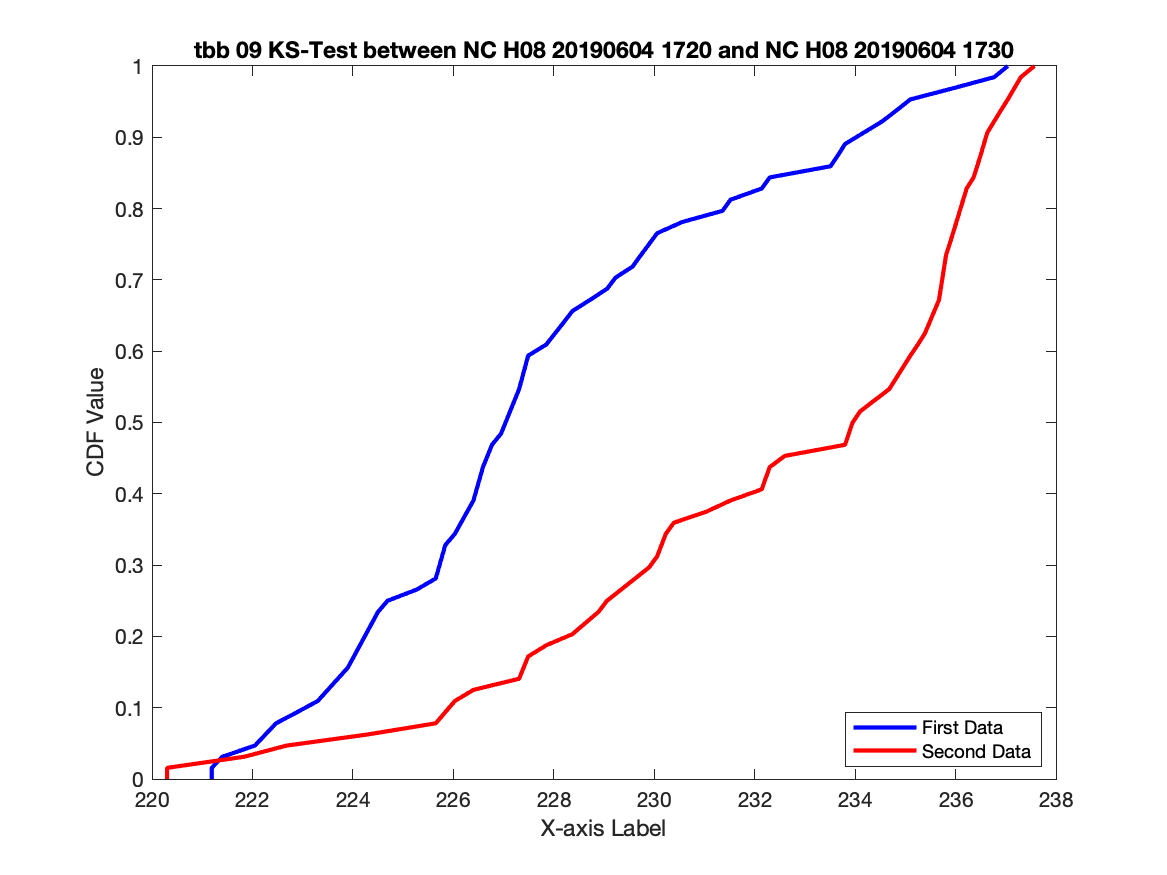 tbb 09 KS-Test between NC H08 20190604 1720 and NC H08 20190604 1730
1
0.9
0.8
0.7
0.6
0.5
0.4
0.3
0.2
0.1
0
CDF Value
220 222 224 226 228 230 232 234 236 238
X-axis Label
First Data
Second Data